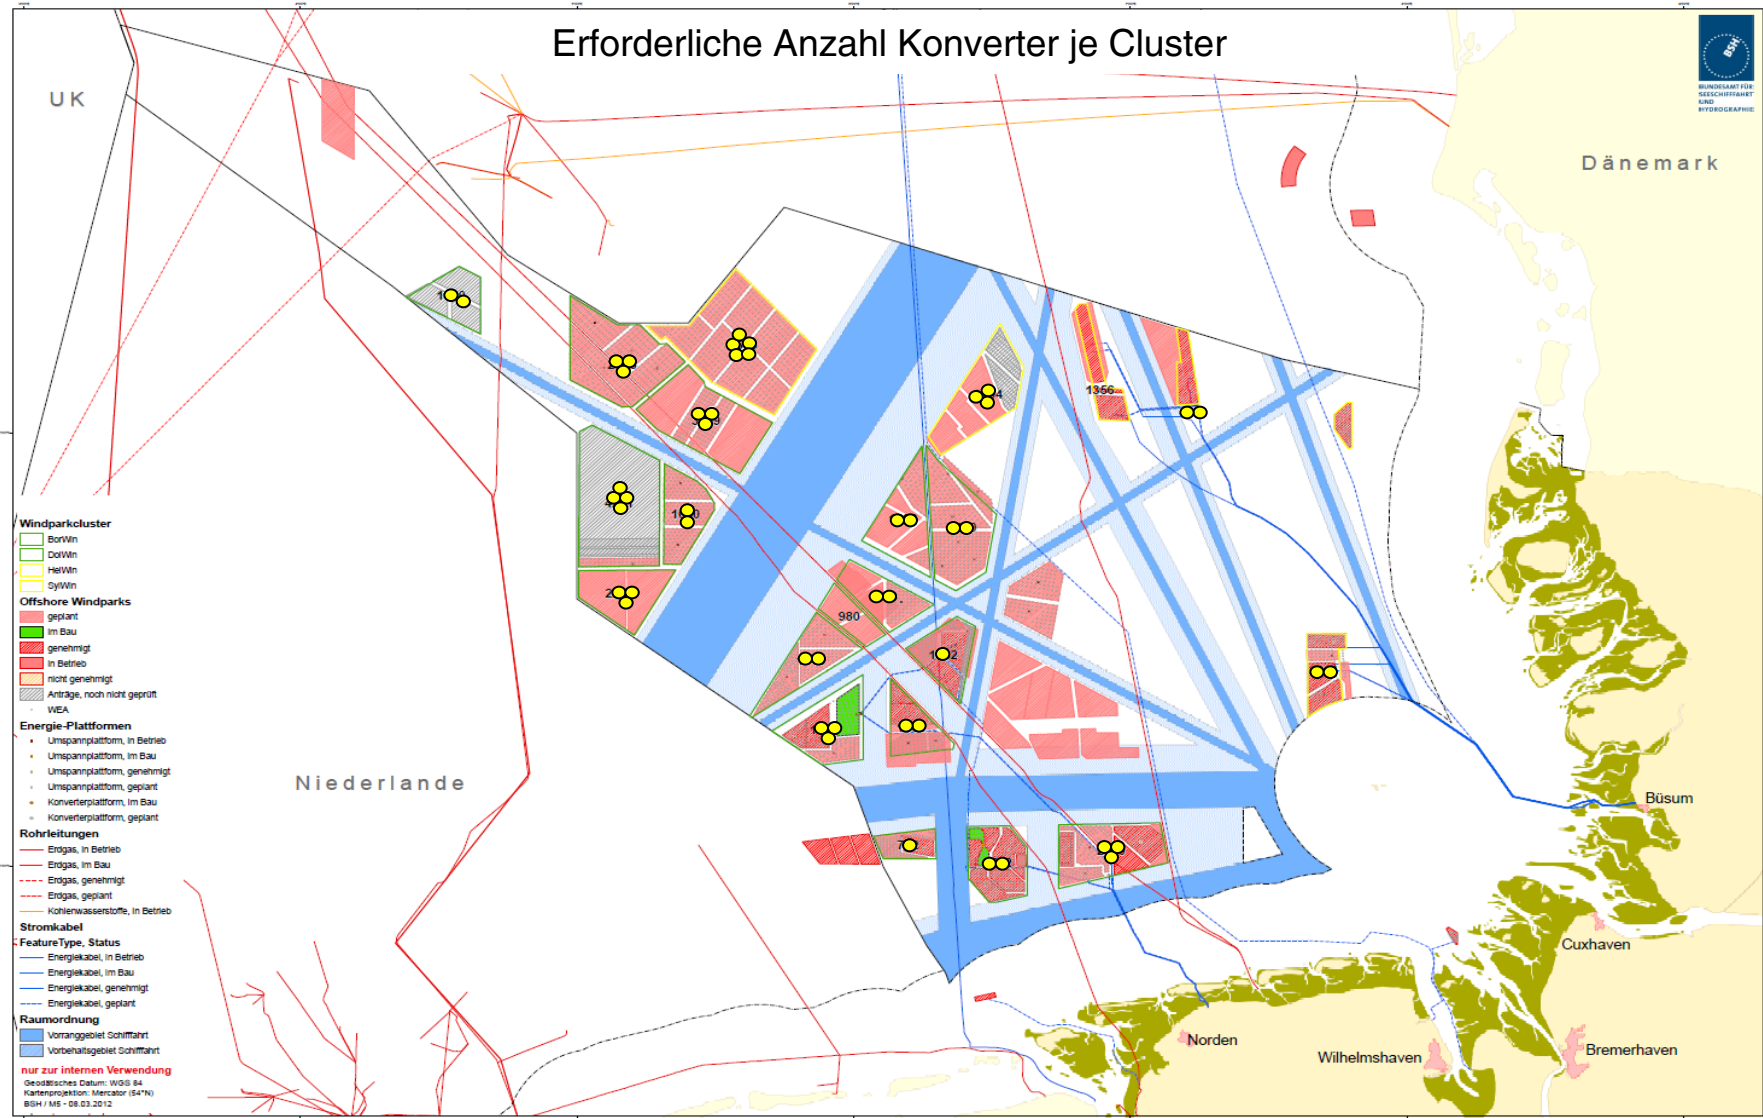 Erforderliche Anzahl Konverter je Cluster
BSH
BUNDESAMT FÜR
SEESCHIFFFAHRT
UND
HYDROGRAPHIE
UK
Dänemark
1356
980
Niederlande
Büsum
Cuxhaven
Norden
Wilhelmshaven
Bremerhaven
Windparkcluster
BorWin
DolWin
HelWin
SylWin
Offshore Windparks
geplant
im Bau
genehmigt
in Betrieb
nicht genehmigt
Anträge, noch nicht geprüft
WEA
Energie-Plattformen
Umspannplattform, in Betrieb
Umspannplattform, im Bau
Umspannplattform, genehmigt
Umspannplattform, geplant
Konverterplattform, im Bau
Konverterplattform, geplant
Rohrleitungen
Erdgas, in Betrieb
Erdgas, im Bau
Erdgas, genehmigt
Erdgas, geplant
Kohlenwasserstoffe, in Betrieb
Stromkabel
FeatureType, Status
Energiekabel, in Betrieb
Energiekabel, im Bau
Energiekabel, genehmigt
Energiekabel, geplant
Raumordnung
Vorranggebiet Schifffahrt
Vorbehaltsgebiet Schifffahrt
nur zur internen Verwendung
Geodätisches Datum: WGS 84
Kartenprojektion: Mercator (54°N)
BSH / M5 - 08.03.2012